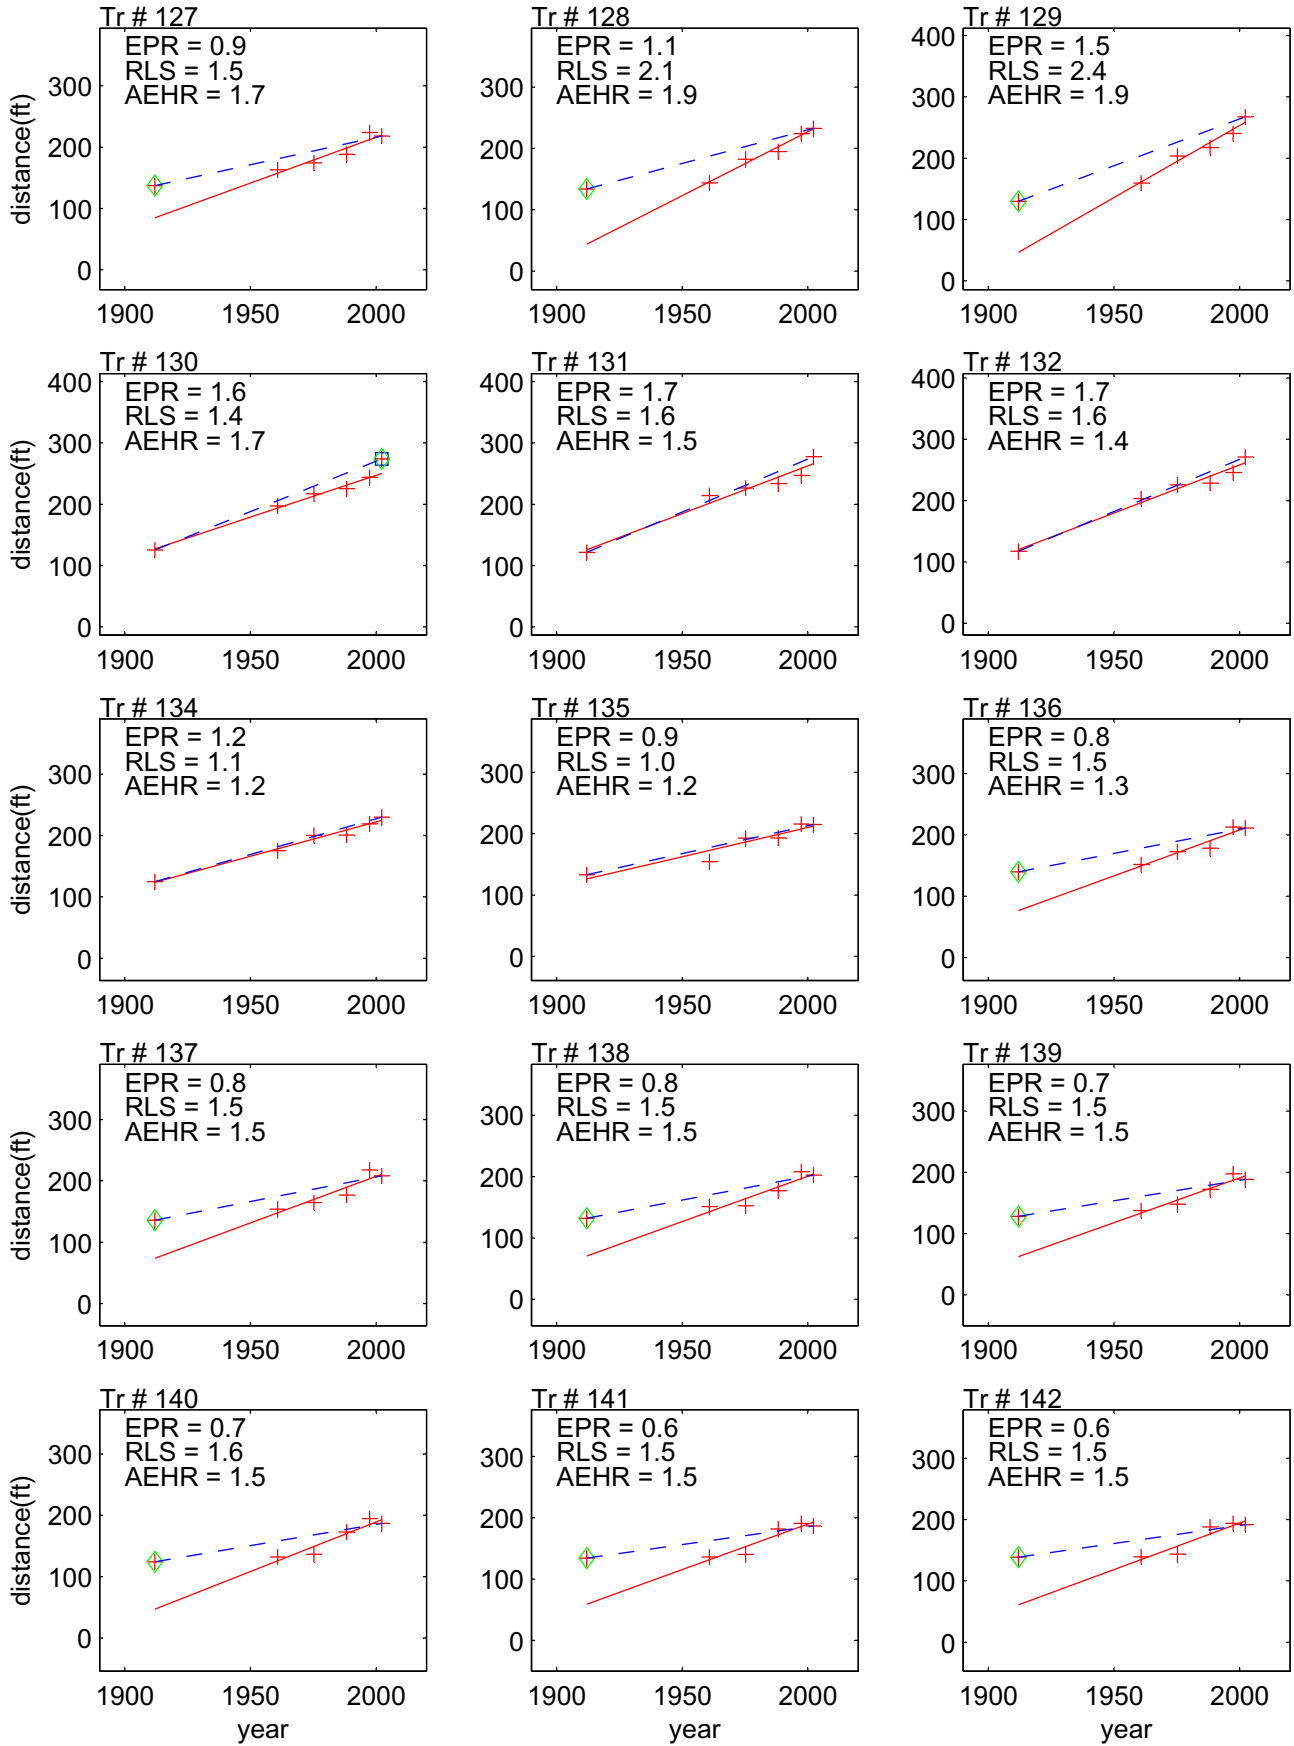 Tr # 127
EPR = 0.9
RLS = 1.5
AEHR = 1.7
distance(ft)
300
200
100
0
1900 1950 2000
Tr # 128
EPR = 1.1
RLS = 2.1
AEHR = 1.9
300
200
100
0
1900 1950 2000
Tr # 129
EPR = 1.5
RLS = 2.4
AEHR = 1.9
400
300
200
100
0
1900 1950 2000
Tr # 130
EPR = 1.6
RLS = 1.4
AEHR = 1.7
distance(ft)
400
300
200
100
0
1900 1950 2000
Tr # 131
EPR = 1.7
RLS = 1.6
AEHR = 1.5
400
300
200
100
0
1900 1950 2000
Tr # 132
EPR = 1.7
RLS = 1.6
AEHR = 1.4
400
300
200
100
0
1900 1950 2000
Tr # 134
EPR = 1.2
RLS = 1.1
AEHR = 1.2
distance(ft)
300
200
100
0
1900 1950 2000
Tr # 135
EPR = 0.9
RLS = 1.0
AEHR = 1.2
300
200
100
0
1900 1950 2000
Tr # 136
EPR = 0.8
RLS = 1.5
AEHR = 1.3
300
200
100
0
1900 1950 2000
Tr # 137
EPR = 0.8
RLS = 1.5
AEHR = 1.5
distance(ft)
300
200
100
0
1900 1950 2000
Tr # 138
EPR = 0.8
RLS = 1.5
AEHR = 1.5
300
200
100
0
1900 1950 2000
Tr # 139
EPR = 0.7
RLS = 1.5
AEHR = 1.5
300
200
100
0
1900 1950 2000
Tr # 140
EPR = 0.7
RLS = 1.6
AEHR = 1.5
distance(ft)
300
200
100
0
1900 1950 2000
year
Tr # 141
EPR = 0.6
RLS = 1.5
AEHR = 1.5
300
200
100
0
1900 1950 2000
year
Tr # 142
EPR = 0.6
RLS = 1.5
AEHR = 1.5
300
200
100
0
1900 1950 2000
year